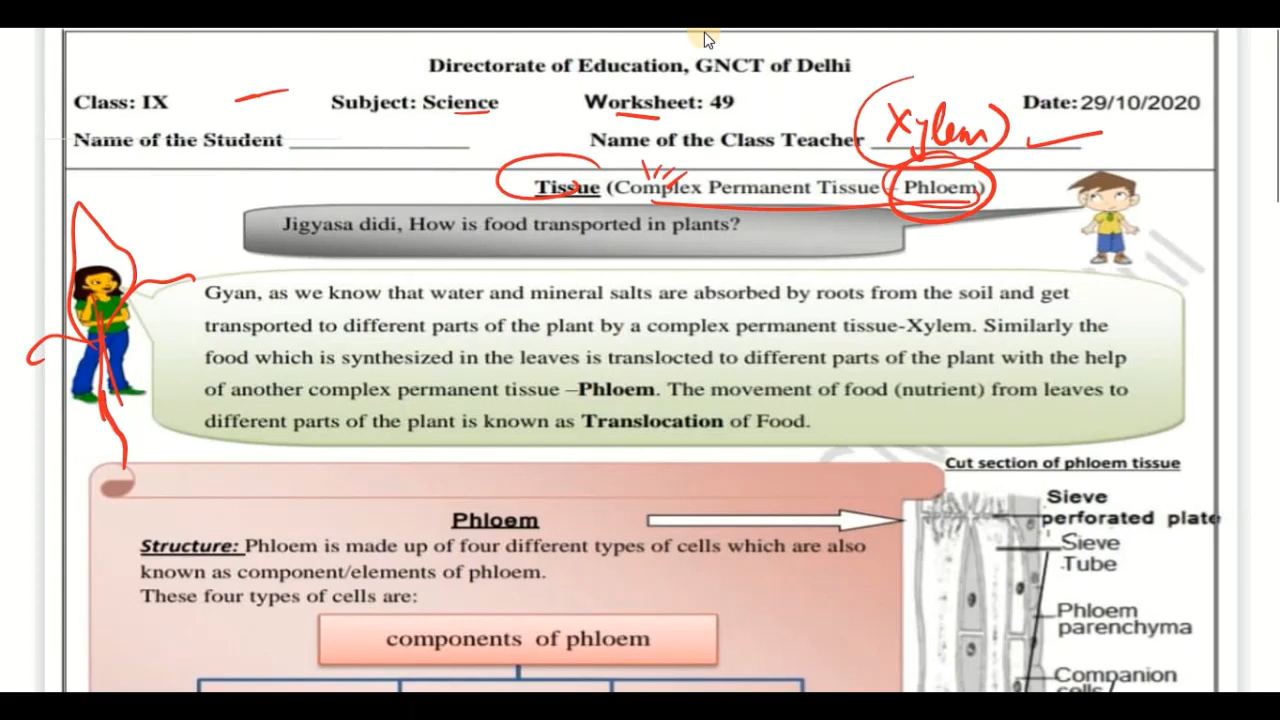 Directorate of Education, GNCT of Delhi
Class: IX Subject: Science Worksheet: 49 Date: 29/10/2020
Name of the Student ________________ Name of the Class Teacher ________________
Xylem
Tissue (Complex Permanent Tissue – Phloem)
Jigyasa didi, How is food transported in plants?
Gyan, as we know that water and mineral salts are absorbed by roots from the soil and get
transported to different parts of the plant by a complex permanent tissue-Xylem. Similarly the
food which is synthesized in the leaves is translocted to different parts of the plant with the help
of another complex permanent tissue –Phloem. The movement of food (nutrient) from leaves to
different parts of the plant is known as Translocation of Food.
Cut section of phloem tissue
Phloem
Structure: Phloem is made up of four different types of cells which are also
known as component/elements of phloem.
These four types of cells are:
components of phloem
Sieve
perforated plate
Sieve
Tube
Phloem
parenchyma
Companion
cells